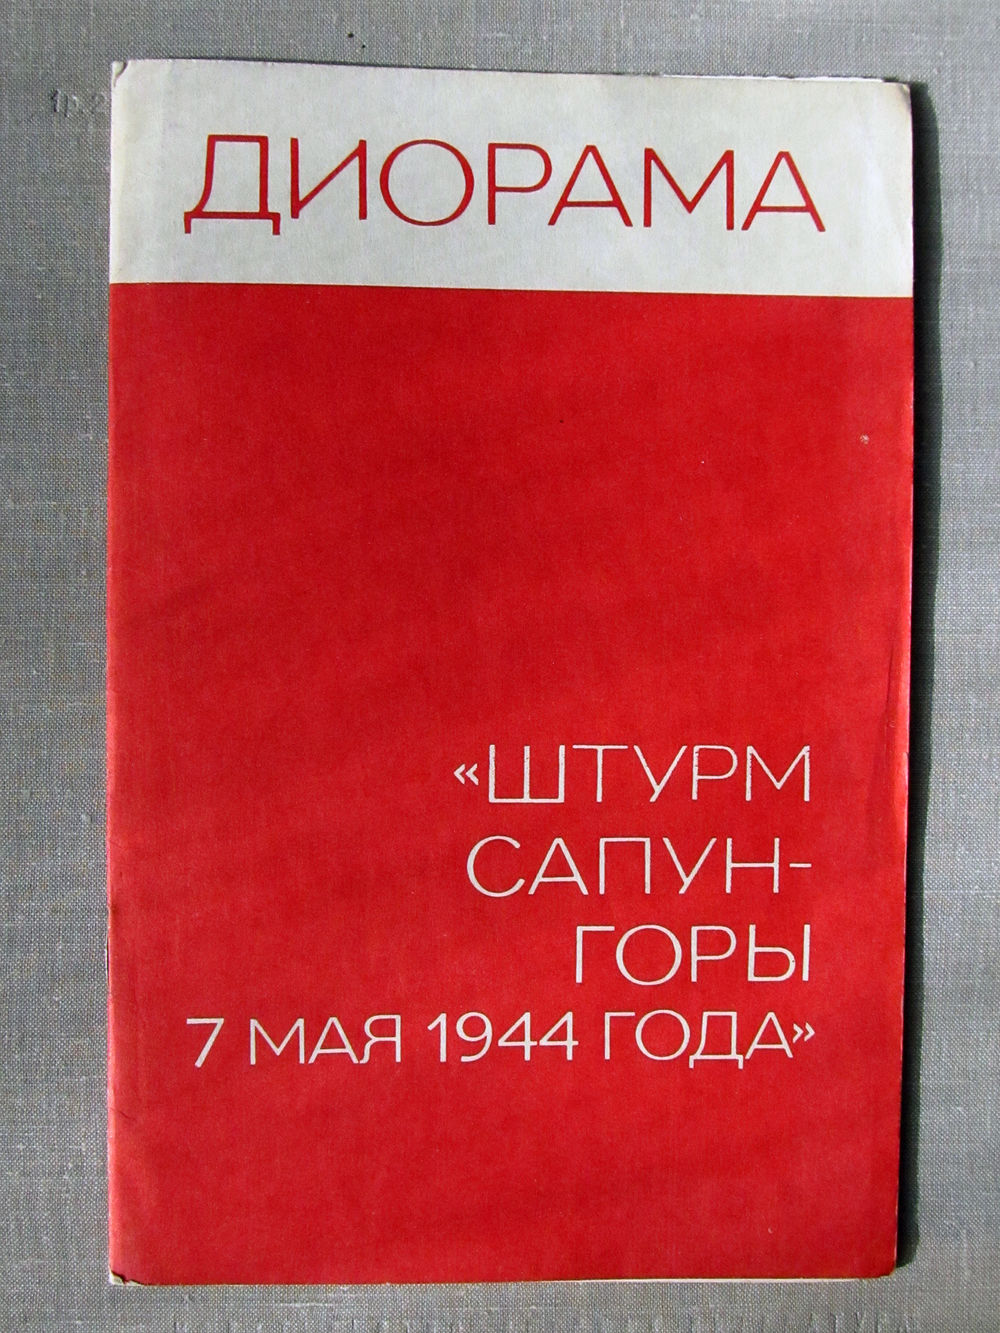 ДИОРАМА
«ШТУРМ
САПУН-
ГОРЫ
7 МАЯ 1944 ГОДА»